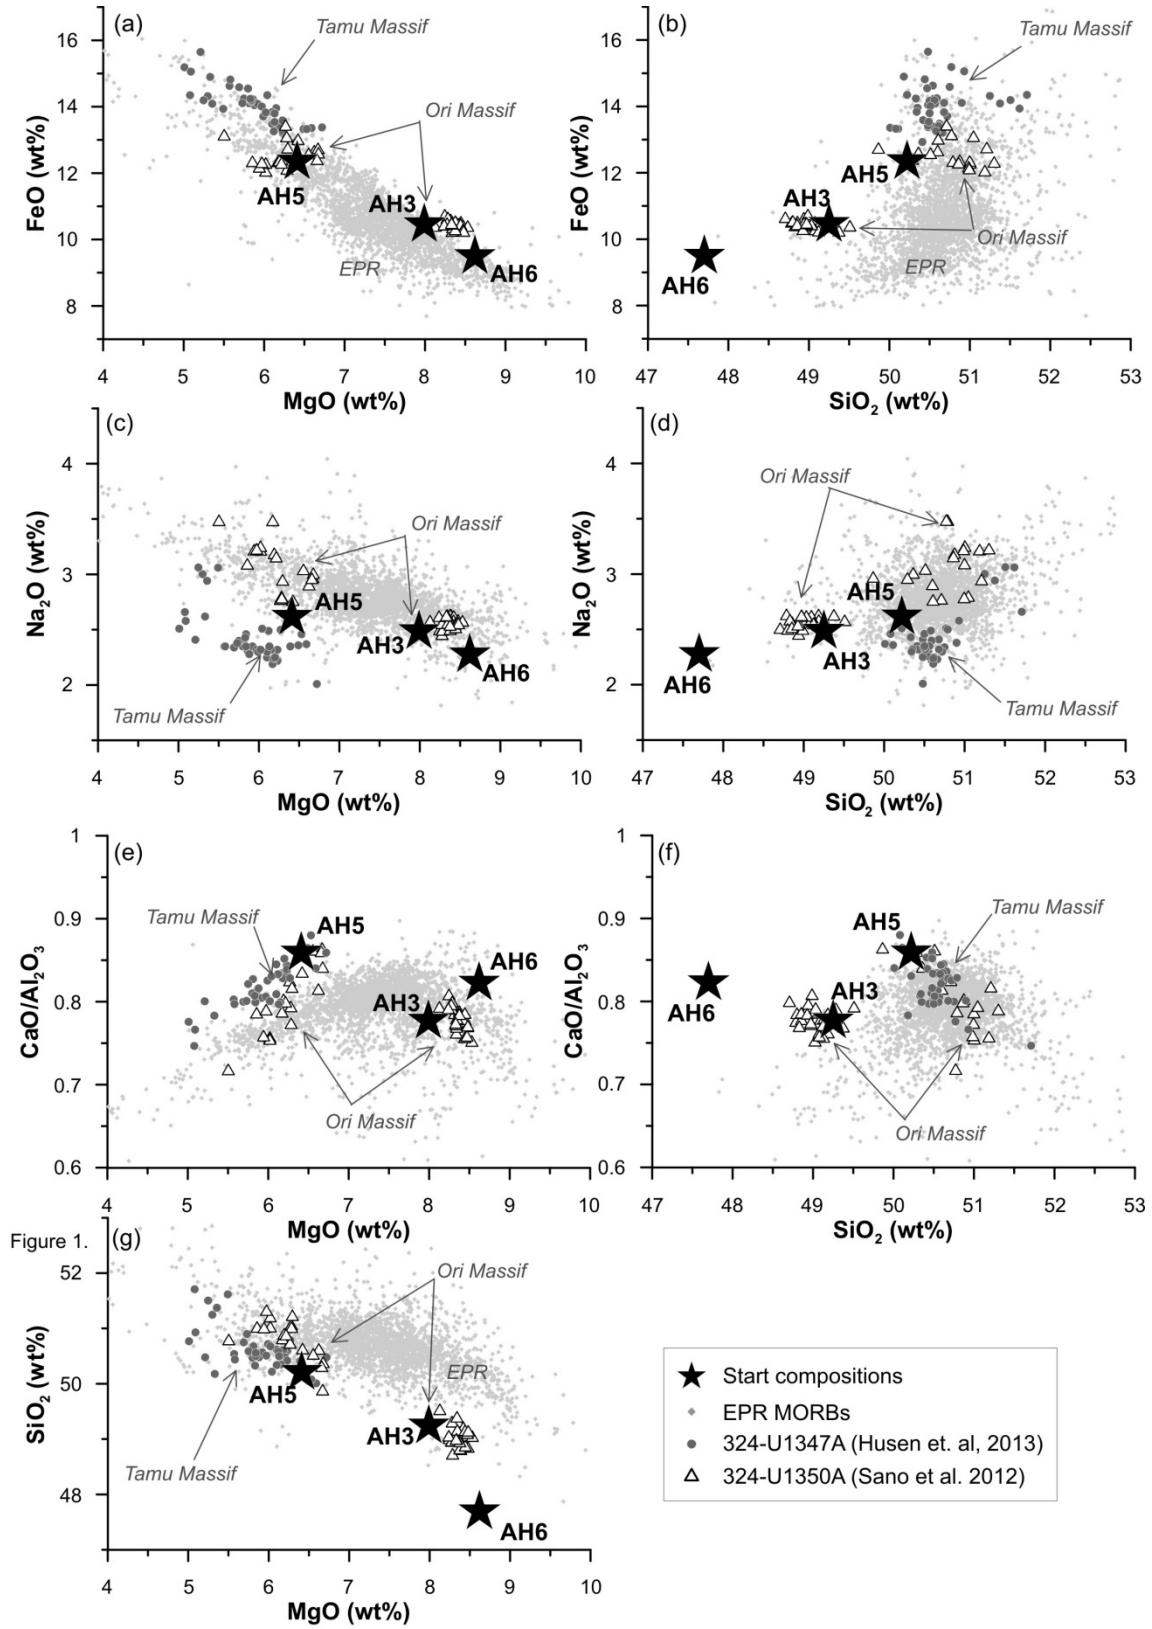 (a)
Tamu Massif
Ori Massif
AH5
AH3
AH6
EPR
FeO (wt%)
16
14
12
10
8
4 5 6 7 8 9 10
MgO (wt%)
(b)
Tamu Massif
AH3
AH5
AH6
Ori Massif
EPR
FeO (wt%)
16
14
12
10
8
47 48 49 50 51 52 53
SiO₂ (wt%)
(c)
Ori Massif
AH5
AH3
AH6
Tamu Massif
Na₂O (wt%)
4
3
2
4 5 6 7 8 9 10
MgO (wt%)
(d)
Ori Massif
AH5
AH3
AH6
Tamu Massif
Na₂O (wt%)
4
3
2
47 48 49 50 51 52 53
SiO₂ (wt%)
(e)
Tamu Massif
AH5
AH6
AH3
Ori Massif
CaO/Al₂O₃
1
0.9
0.8
0.7
0.6
4 5 6 7 8 9 10
MgO (wt%)
(f)
Tamu Massif
AH5
AH3
AH6
Ori Massif
CaO/Al₂O₃
1
0.9
0.8
0.7
0.6
47 48 49 50 51 52 53
SiO₂ (wt%)
Figure 1.
(g)
Ori Massif
EPR
AH5
AH3
AH6
Tamu Massif
SiO₂ (wt%)
52
50
48
4 5 6 7 8 9 10
MgO (wt%)
Start compositions
EPR MORBs
324-U1347A (Husen et. al, 2013)
324-U1350A (Sano et al. 2012)